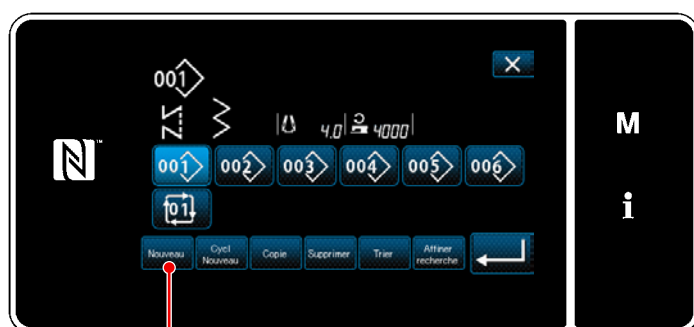 001
4.0 4000
001 002 003 004 005 006
01
Nouveau Cycl Nouveau Copie Supprimer Trier Affiner recherche
M
i